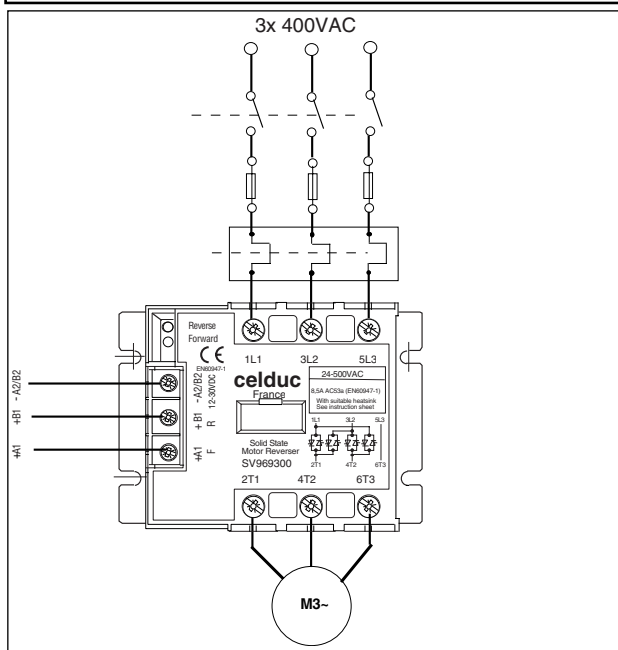 3x 400VAC
Reverse
Forward
CE
EN60947-1
1L1 3L2 5L3
- A2/B2
+B1
+A1
- A2/B2
12-30VDC
+ B1
R
+A1
F
celduc
France
24-500VAC
8,5A AC53a (EN60947-1)
With suitable heatsink
See instruction sheet
1L1 3L2 5L3
2T1 4T2 6T3
Solid State
Motor Reverser
SV969300
2T1 4T2 6T3
M3~